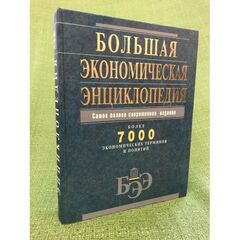 БОЛЬШАЯ
ЭКОНОМИЧЕСКАЯ
ЭНЦИКЛОПЕДИЯ
Самое полное современное издание
БОЛЕЕ
7000
ЭКОНОМИЧЕСКИХ ТЕРМИНОВ
И ПОНЯТИЙ
БЭЭ